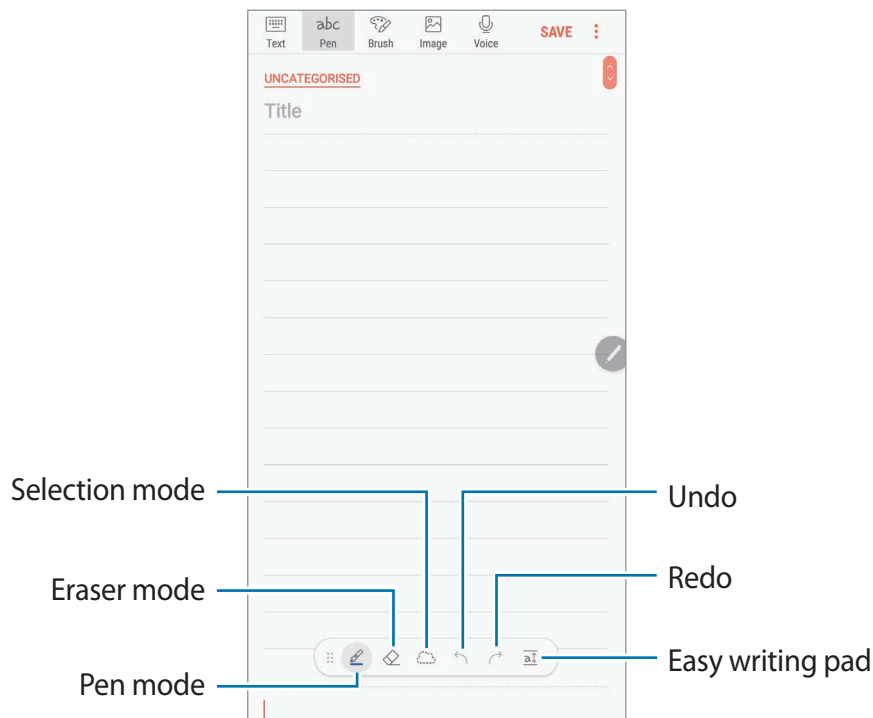 abc
Text Pen Brush Image Voice SAVE
UNCATEGORISED
Title
Selection mode
Undo
Eraser mode
Redo
a
Easy writing pad
Pen mode